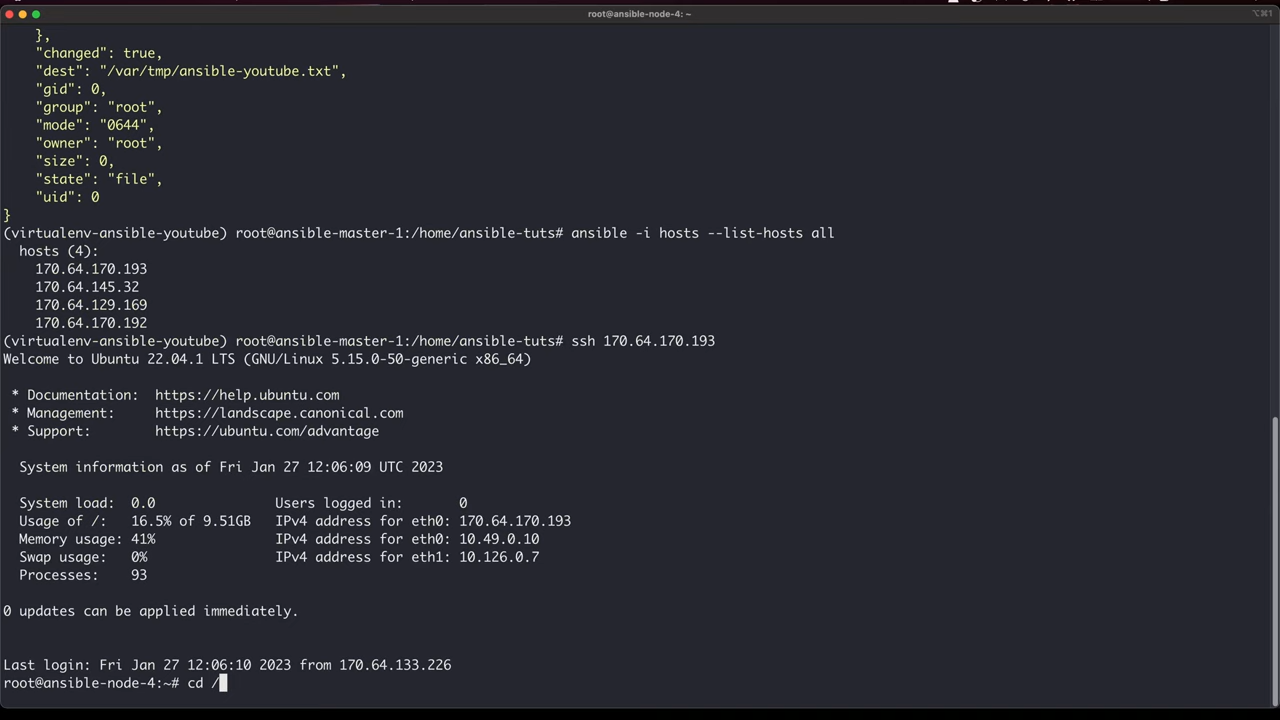 root@ansible-node-4: ~
⌥⌘1
},
"changed": true,
"dest": "/var/tmp/ansible-youtube.txt",
"gid": 0,
"group": "root",
"mode": "0644",
"owner": "root",
"size": 0,
"state": "file",
"uid": 0
}
(virtualenv-ansible-youtube) root@ansible-master-1:/home/ansible-tuts# ansible -i hosts --list-hosts all
hosts (4):
170.64.170.193
170.64.145.32
170.64.129.169
170.64.170.192
(virtualenv-ansible-youtube) root@ansible-master-1:/home/ansible-tuts# ssh 170.64.170.193
Welcome to Ubuntu 22.04.1 LTS (GNU/Linux 5.15.0-50-generic x86_64)
* Documentation: https://help.ubuntu.com
* Management: https://landscape.canonical.com
* Support: https://ubuntu.com/advantage
System information as of Fri Jan 27 12:06:09 UTC 2023
System load: 0.0 Users logged in: 0
Usage of /: 16.5% of 9.51GB IPv4 address for eth0: 170.64.170.193
Memory usage: 41% IPv4 address for eth0: 10.49.0.10
Swap usage: 0% IPv4 address for eth1: 10.126.0.7
Processes: 93
0 updates can be applied immediately.
Last login: Fri Jan 27 12:06:10 2023 from 170.64.133.226
root@ansible-node-4:~# cd /